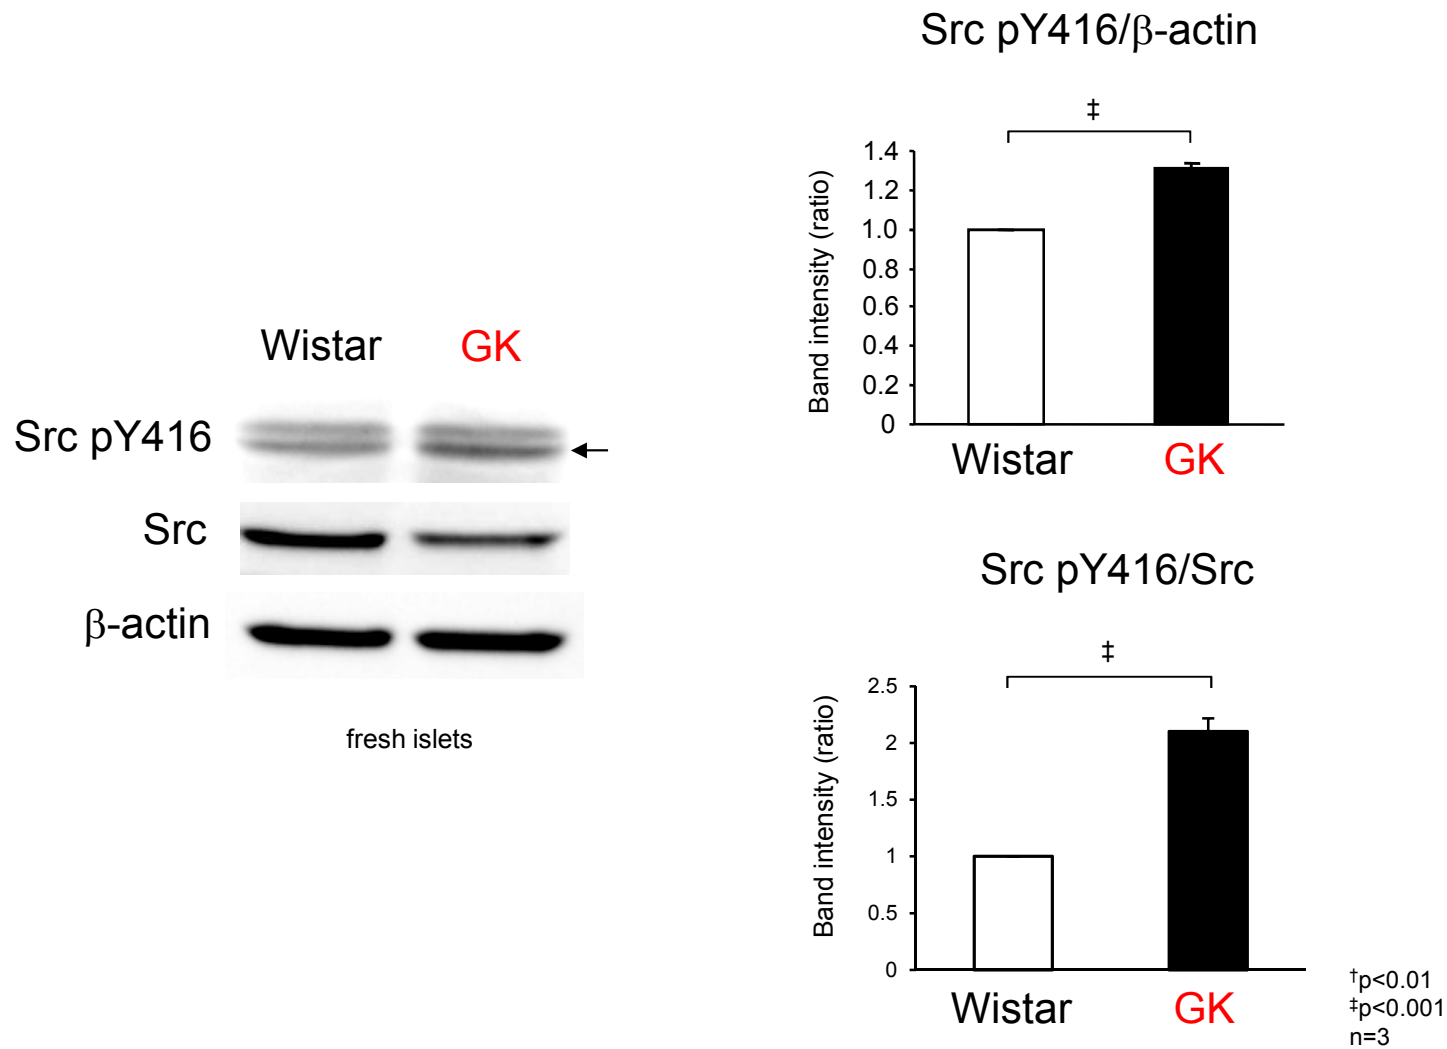 Wistar GK
Src pY416
Src
β-actin
fresh islets
Src pY416/β-actin
‡
Band intensity (ratio)
1.4
1.2
1.0
0.8
0.6
0.4
0.2
0
Wistar GK
Src pY416/Src
‡
Band intensity (ratio)
2.5
2
1.5
1
0.5
0
Wistar GK
†p<0.01
‡p<0.001
n=3